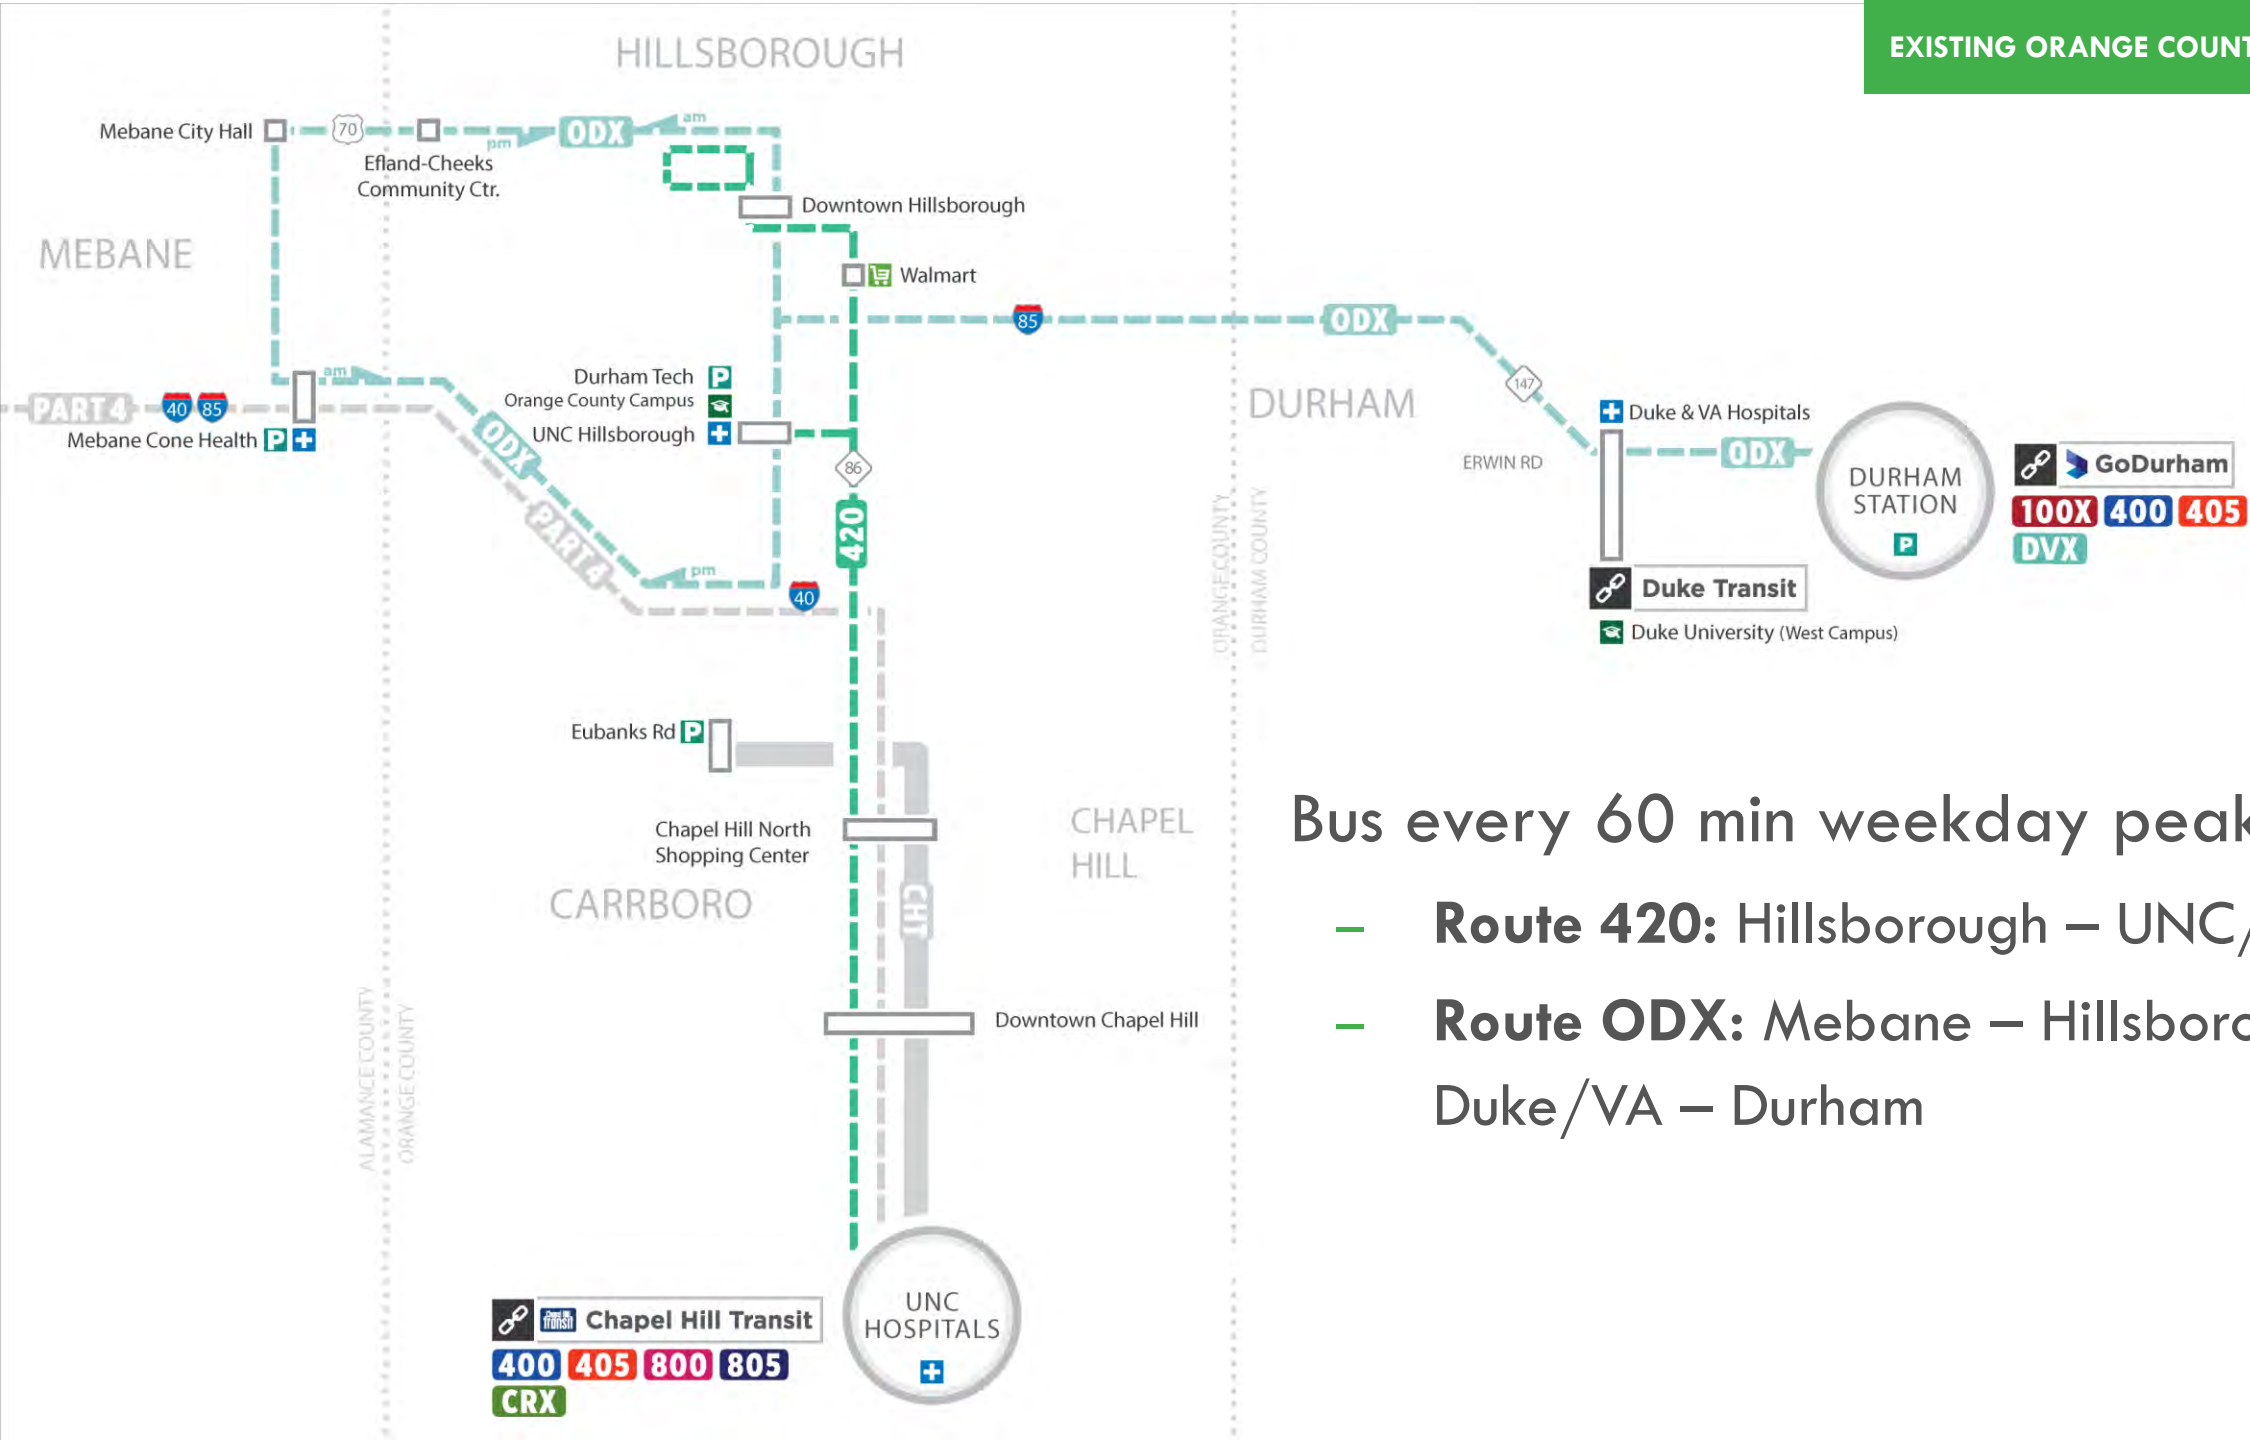 EXISTING ORANGE COUNT
HILLSBOROUGH
Mebane City Hall
70
Efland-Cheeks
Community Ctr.
pm
ODX
am
Downtown Hillsborough
MEBANE
Walmart
85
ODX
147
DURHAM
am
PART 4
40
85
Mebane Cone Health
P
ODX
PART 4
Durham Tech
P
Orange County Campus
UNC Hillsborough
86
420
pm
40
Duke & VA Hospitals
ERWIN RD
ODX
DURHAM
STATION
P
GoDurham
100X 400 405
DVX
Duke Transit
Duke University (West Campus)
ORANGE COUNTY
DURHAM COUNTY
Eubanks Rd
P
Chapel Hill North
Shopping Center
CHAPEL
HILL
CARRBORO
CHT
Downtown Chapel Hill
ALAMANCE COUNTY
ORANGE COUNTY
Bus every 60 min weekday peak
– Route 420: Hillsborough – UNC/
– Route ODX: Mebane – Hillsboro
Duke/VA – Durham
UNC
HOSPITALS
Chapel Hill Transit
Chapel Hill Transit
400 405 800 805
CRX